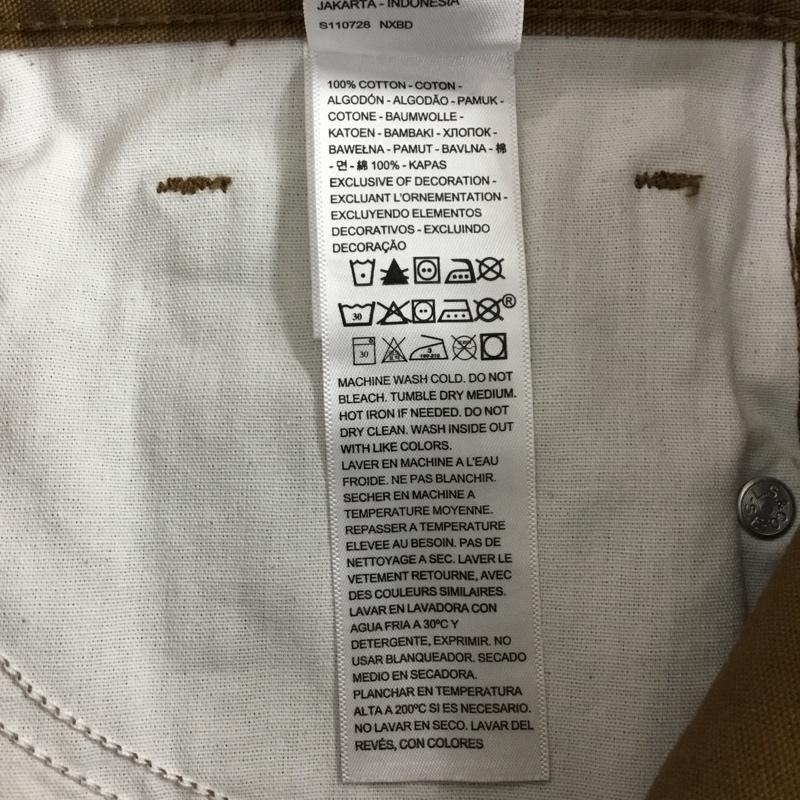 JAKARTA - INDONESIA
S110728 NXBD
100% COTTON - COTON -
ALGODÓN - ALGODÃO - PAMUK -
COTONE - BAUMWOLLE -
KATOEN - BAMBAKI - ХЛОПОК -
BAWEŁNA - PAMUT - BAVLNA - 棉
- 면 - 綿 100% - KAPAS
EXCLUSIVE OF DECORATION -
EXCLUANT L'ORNEMENTATION -
EXCLUYENDO ELEMENTOS
DECORATIVOS - EXCLUINDO
DECORAÇÃO
30 ®
30 3
MACHINE WASH COLD. DO NOT
BLEACH. TUMBLE DRY MEDIUM.
HOT IRON IF NEEDED. DO NOT
DRY CLEAN. WASH INSIDE OUT
WITH LIKE COLORS.
LAVER EN MACHINE A L'EAU
FROIDE. NE PAS BLANCHIR.
SECHER EN MACHINE A
TEMPERATURE MOYENNE.
REPASSER A TEMPERATURE
ELEVEE AU BESOIN. PAS DE
NETTOYAGE A SEC. LAVER LE
VETEMENT RETOURNE, AVEC
DES COULEURS SIMILAIRES.
LAVAR EN LAVADORA CON
AGUA FRIA A 30ºC Y
DETERGENTE, EXPRIMIR. NO
USAR BLANQUEADOR. SECADO
MEDIO EN SECADORA.
PLANCHAR EN TEMPERATURA
ALTA A 200ºC SI ES NECESARIO.
NO LAVAR EN SECO. LAVAR DEL
REVÉS, CON COLORES